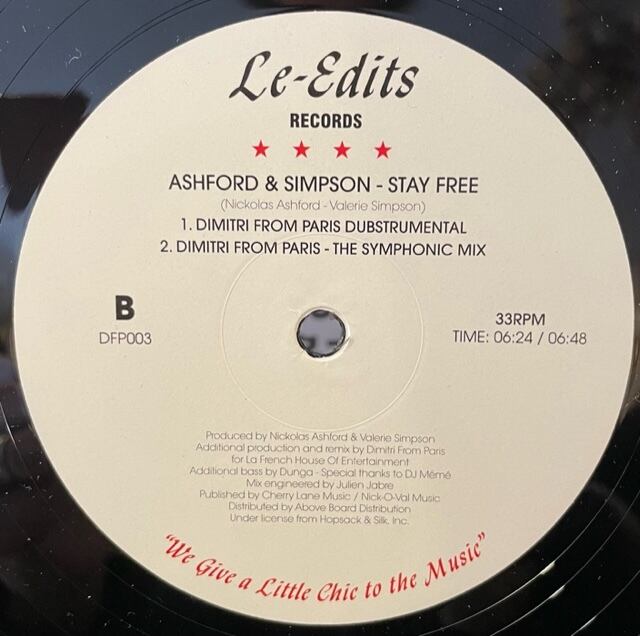 Le-Edits
RECORDS
★ ★ ★ ★
ASHFORD & SIMPSON - STAY FREE
(Nickolas Ashford - Valerie Simpson)
1. DIMITRI FROM PARIS DUBSTRUMENTAL
2. DIMITRI FROM PARIS - THE SYMPHONIC MIX
B
DFP003
33RPM
TIME: 06:24 / 06:48
Produced by Nickolas Ashford & Valerie Simpson
Additional production and remix by Dimitri From Paris
for La French House Of Entertainment
Additional bass by Dunga - Special thanks to DJ Mémé
Mix engineered by Julien Jabre
Published by Cherry Lane Music / Nick-O-Val Music
Distributed by Above Board Distribution
Under license from Hopsack & Silk, Inc.
"We Give a Little Chic to the Music"